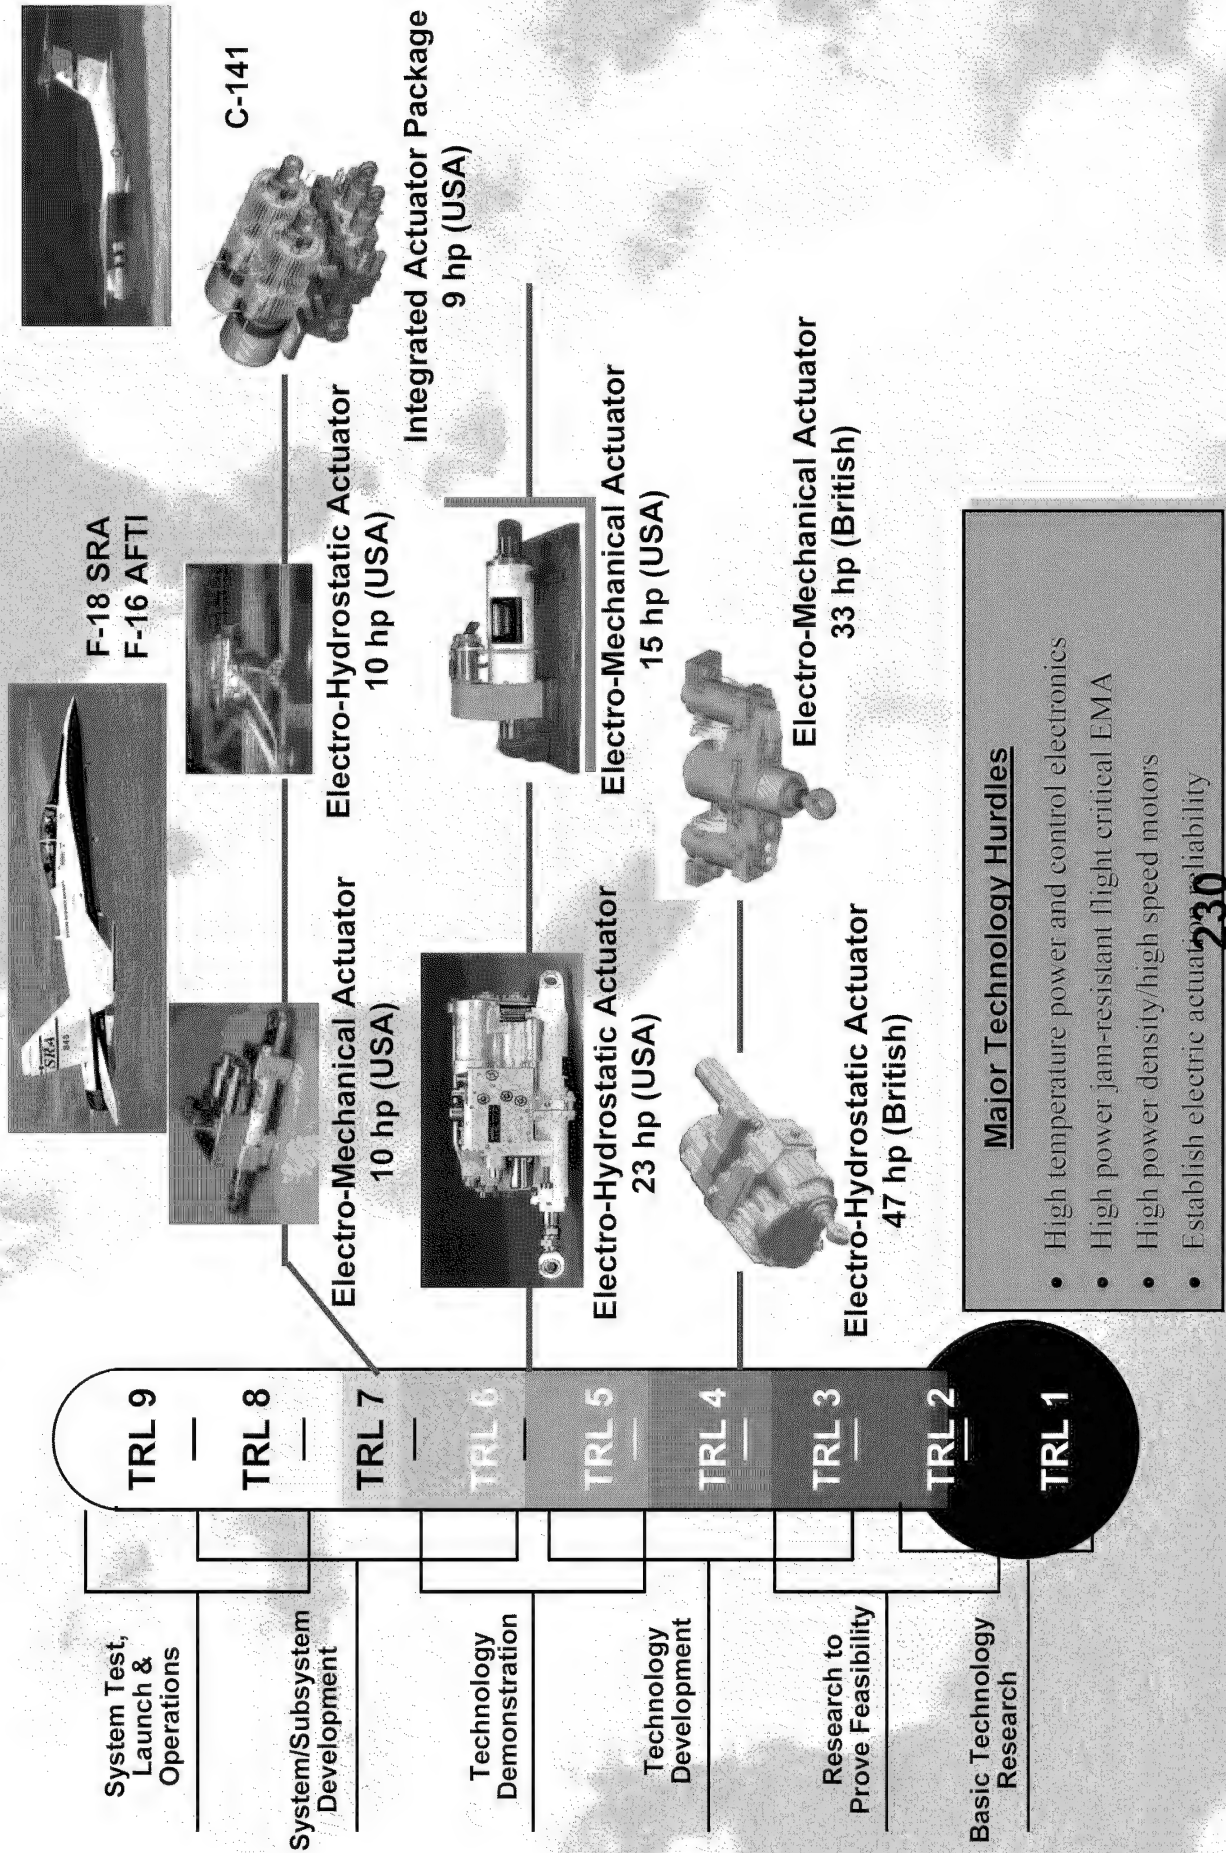 System Test,
Launch &
Operations
System/Subsystem
Development
Technology
Demonstration
Technology
Development
Research to
Prove Feasibility
Basic Technology
Research
TRL 9
TRL 8
TRL 7
TRL 6
TRL 5
TRL 4
TRL 3
TRL 2
TRL 1
SRA
845
F-18 SRA
F-16 AFTI
C-141
Electro-Mechanical Actuator
10 hp (USA)
Electro-Hydrostatic Actuator
10 hp (USA)
Integrated Actuator Package
9 hp (USA)
Electro-Hydrostatic Actuator
23 hp (USA)
Electro-Mechanical Actuator
15 hp (USA)
Electro-Hydrostatic Actuator
47 hp (British)
Electro-Mechanical Actuator
33 hp (British)
Major Technology Hurdles
• High temperature power and control electronics
• High power jam-resistant flight critical EMA
• High power density/high speed motors
• Establish electric actuation reliability
230